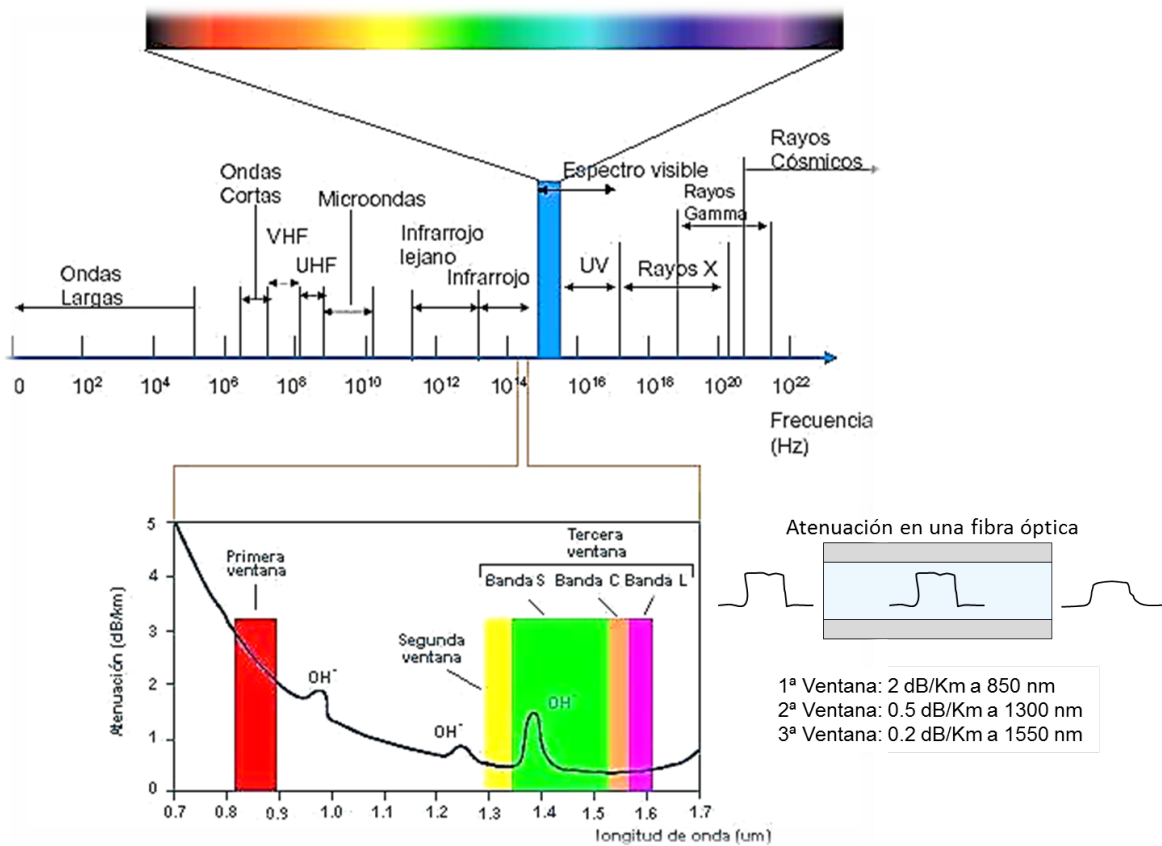 Espectro visible
Rayos
Cósmicos
Ondas
Cortas
Microondas
Rayos
Gamma
VHF
UHF
Infrarrojo
lejano
Infrarrojo
UV
Rayos X
Ondas
Largas
0 10² 10⁴ 10⁶ 10⁸ 10¹⁰ 10¹² 10¹⁴ 10¹⁶ 10¹⁸ 10²⁰ 10²²
Frecuencia
(Hz)
Atenuación (dB/km)
5
4
3
2
1
0
Primera
ventana
Segunda
ventana
Tercera
ventana
Banda S Banda C Banda L
OH⁻
OH⁻
OH⁻
0.7 0.8 0.9 1.0 1.1 1.2 1.3 1.4 1.5 1.6 1.7
longitud de onda (um)
Atenuación en una fibra óptica
1ª Ventana: 2 dB/Km a 850 nm
2ª Ventana: 0.5 dB/Km a 1300 nm
3ª Ventana: 0.2 dB/Km a 1550 nm